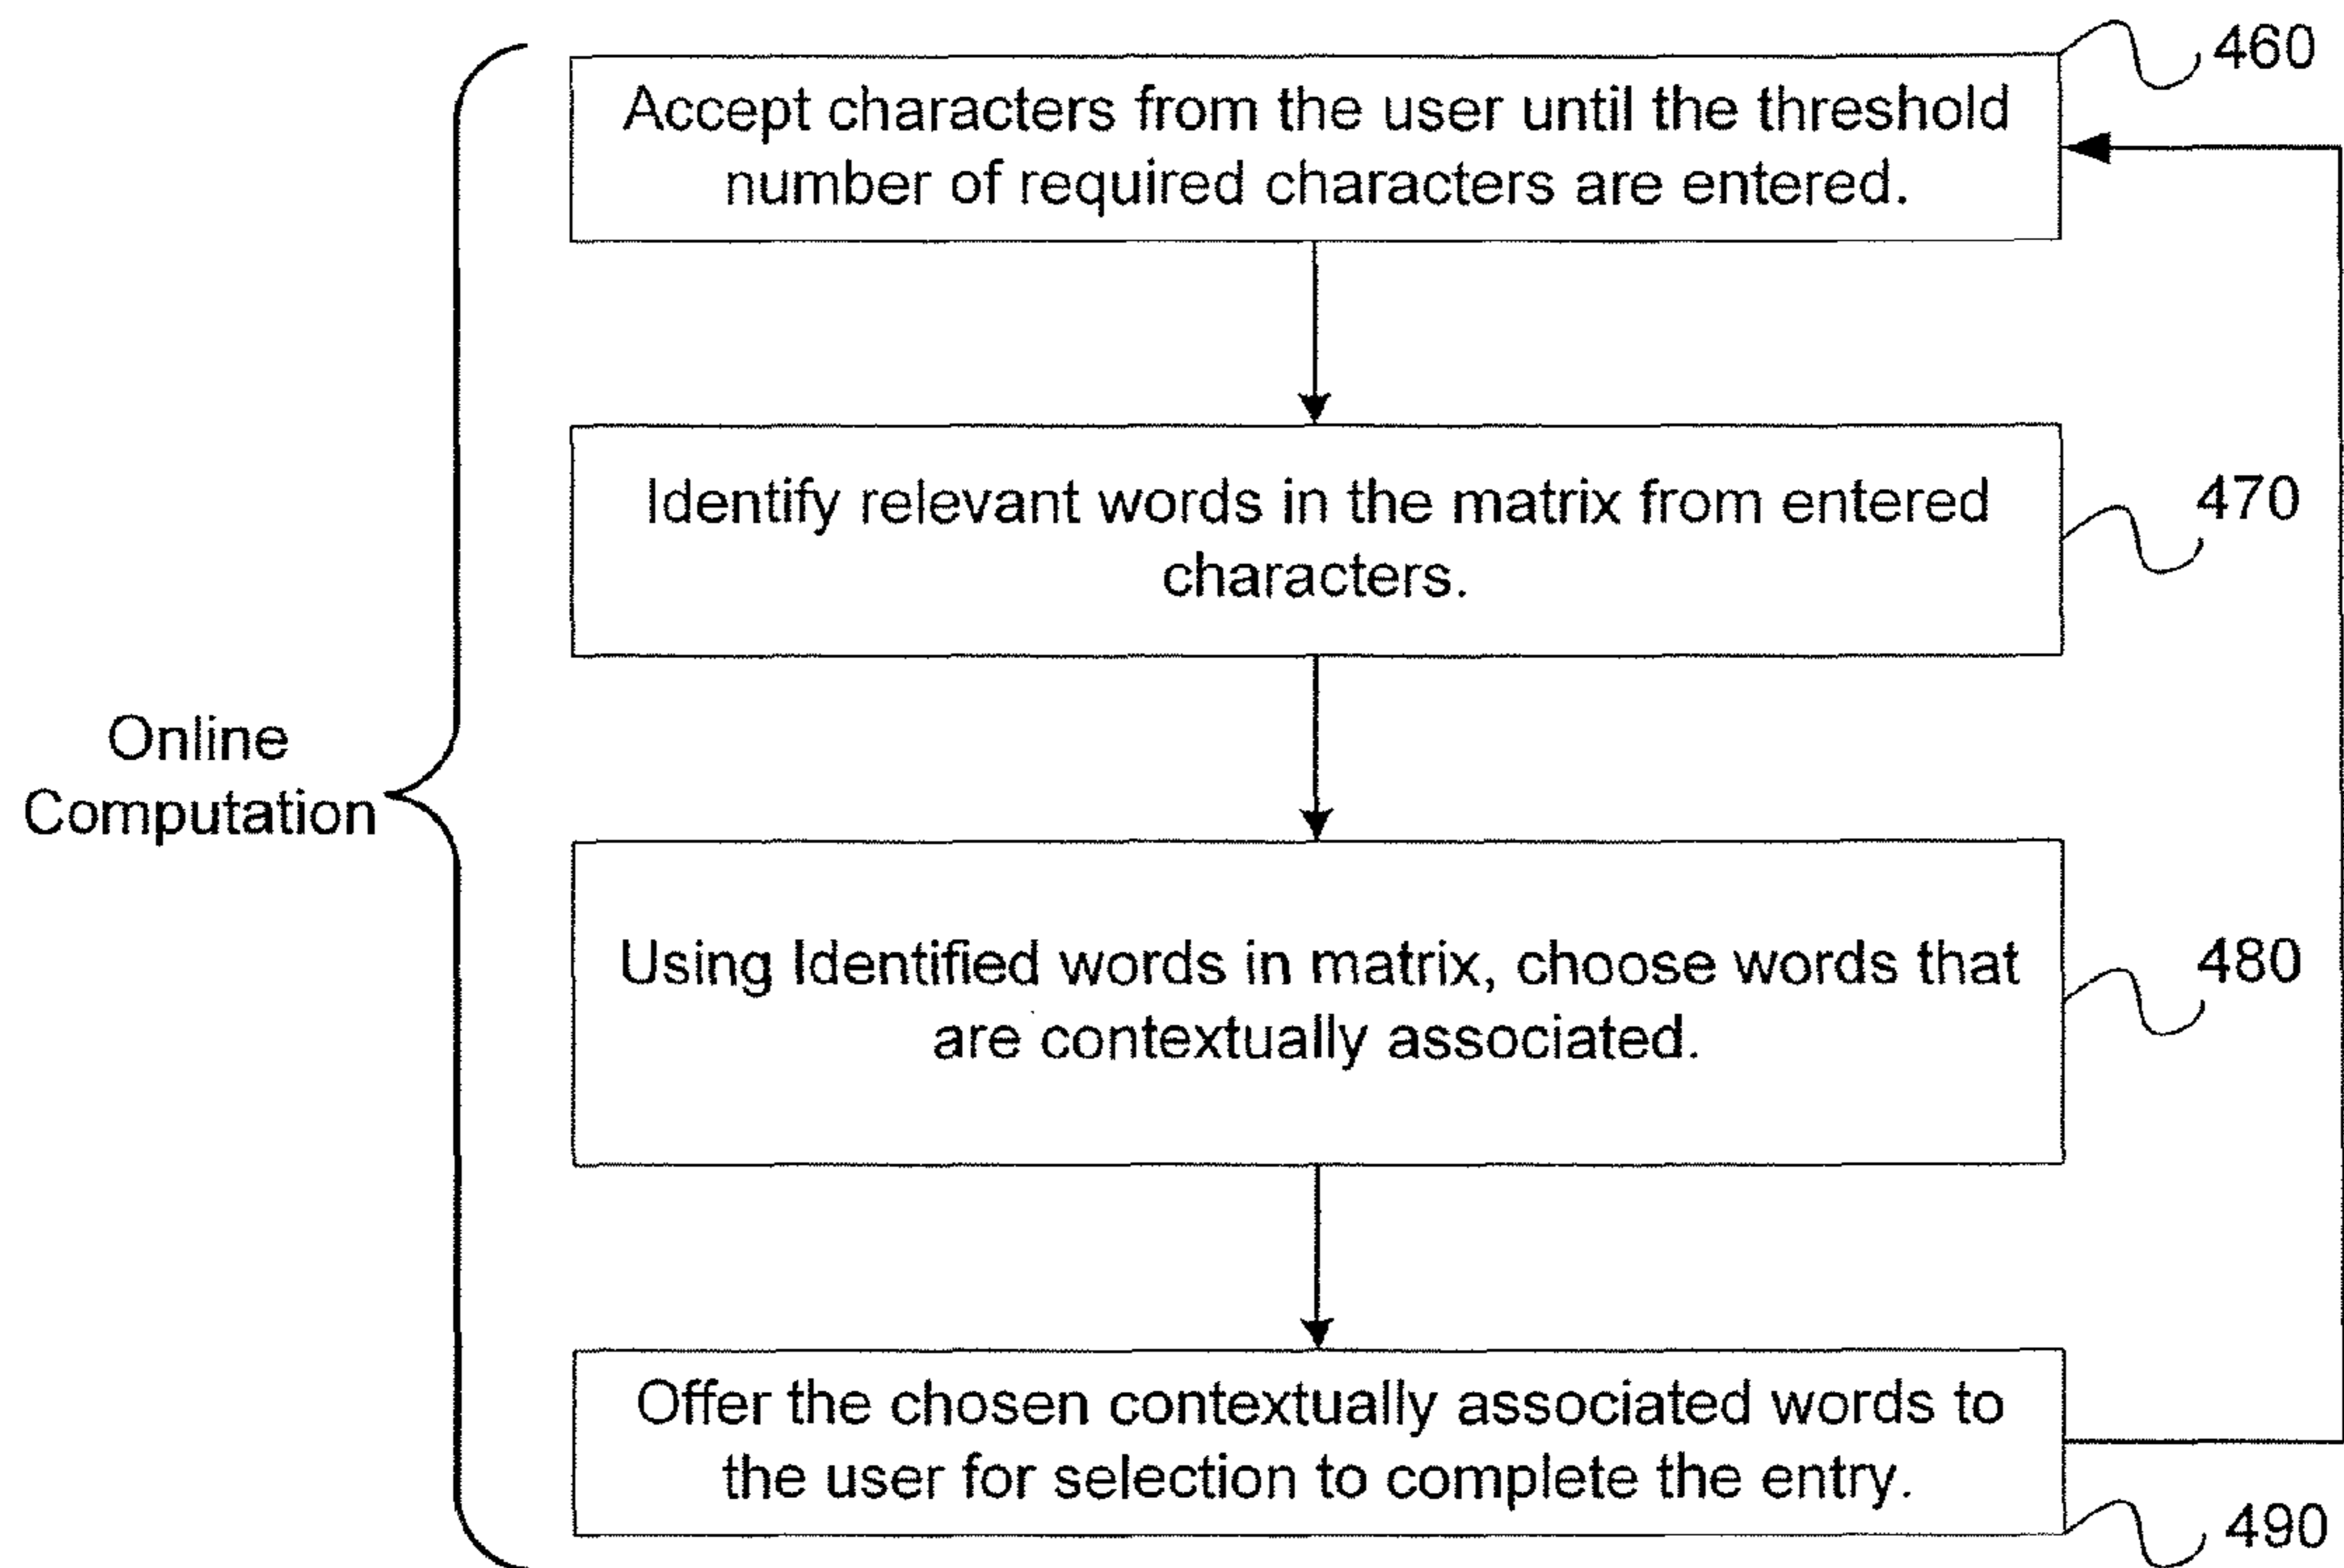 460
Accept characters from the user until the threshold
number of required characters are entered.
Identify relevant words in the matrix from entered
characters.
470
Online
Computation
Using Identified words in matrix, choose words that
are contextually associated.
480
Offer the chosen contextually associated words to
the user for selection to complete the entry.
490